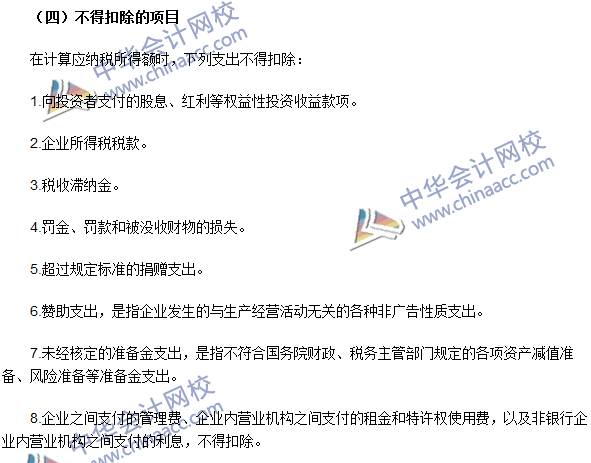 （四）不得扣除的项目
在计算应纳税所得额时，下列支出不得扣除：
1.向投资者支付的股息、红利等权益性投资收益款项。
2.企业所得税税款。
3.税收滞纳金。
4.罚金、罚款和被没收财物的损失。
5.超过规定标准的捐赠支出。
6.赞助支出，是指企业发生的与生产经营活动无关的各种非广告性质支出。
7.未经核定的准备金支出，是指不符合国务院财政、税务主管部门规定的各项资产减值准
备、风险准备等准备金支出。
8.企业之间支付的管理费、企业内营业机构之间支付的租金和特许权使用费，以及非银行企
业内营业机构之间支付的利息，不得扣除。
中华会计网校
www.chinaacc.com
中华会计网校
www.chinaacc.com
中华会计网校
www.chinaacc.com